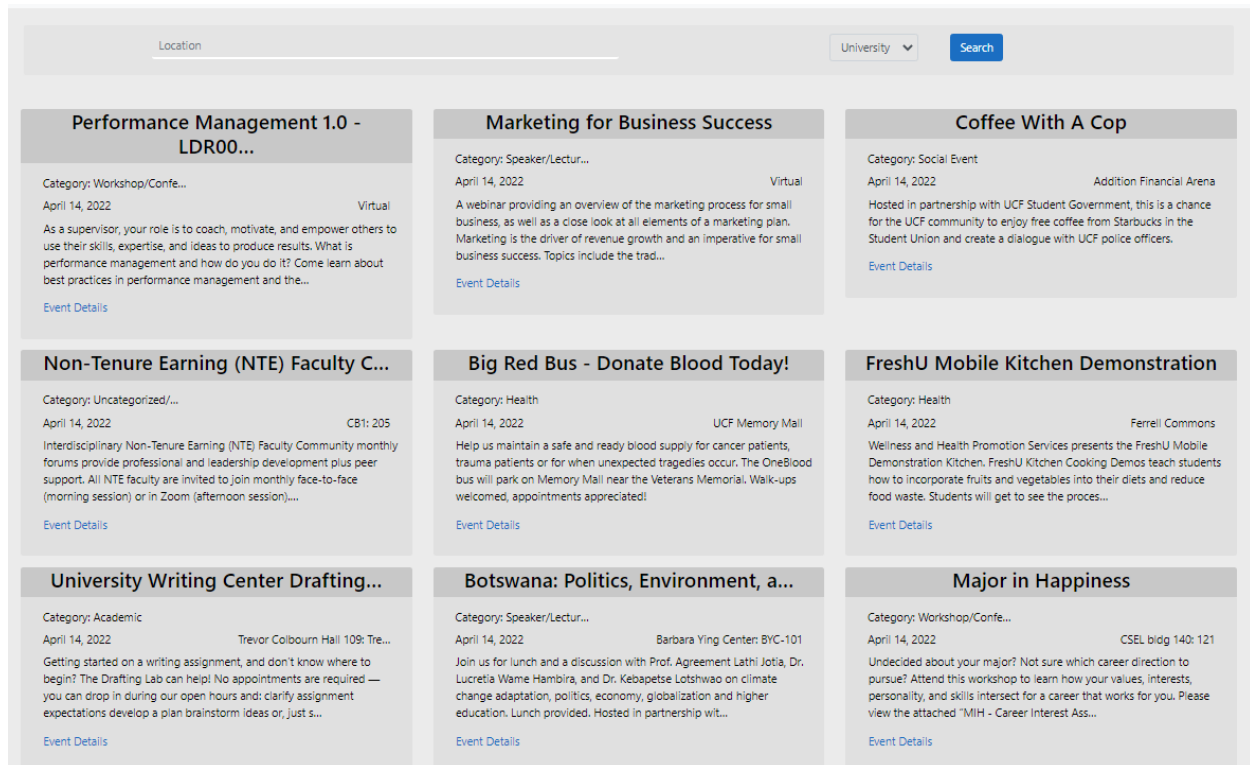 Location
University
Search
Performance Management 1.0 -
LDR00...
Category: Workshop/Confe...
April 14, 2022 Virtual
As a supervisor, your role is to coach, motivate, and empower others to
use their skills, expertise, and ideas to produce results. What is
performance management and how do you do it? Come learn about
best practices in performance management and the...
Event Details
Marketing for Business Success
Category: Speaker/Lectur...
April 14, 2022 Virtual
A webinar providing an overview of the marketing process for small
business, as well as a close look at all elements of a marketing plan.
Marketing is the driver of revenue growth and an imperative for small
business success. Topics include the trad...
Event Details
Coffee With A Cop
Category: Social Event
April 14, 2022 Addition Financial Arena
Hosted in partnership with UCF Student Government, this is a chance
for the UCF community to enjoy free coffee from Starbucks in the
Student Union and create a dialogue with UCF police officers.
Event Details
Non-Tenure Earning (NTE) Faculty C...
Category: Uncategorized/...
April 14, 2022 CB1: 205
Interdisciplinary Non-Tenure Earning (NTE) Faculty Community monthly
forums provide professional and leadership development plus peer
support. All NTE faculty are invited to join monthly face-to-face
(morning session) or in Zoom (afternoon session)....
Event Details
Big Red Bus - Donate Blood Today!
Category: Health
April 14, 2022 UCF Memory Mall
Help us maintain a safe and ready blood supply for cancer patients,
trauma patients or for when unexpected tragedies occur. The OneBlood
bus will park on Memory Mall near the Veterans Memorial. Walk-ups
welcomed, appointments appreciated!
Event Details
FreshU Mobile Kitchen Demonstration
Category: Health
April 14, 2022 Ferrell Commons
Wellness and Health Promotion Services presents the FreshU Mobile
Demonstration Kitchen. FreshU Kitchen Cooking Demos teach students
how to incorporate fruits and vegetables into their diets and reduce
food waste. Students will get to see the proces...
Event Details
University Writing Center Drafting...
Category: Academic
April 14, 2022 Trevor Colbourn Hall 109: Tre...
Getting started on a writing assignment, and don't know where to
begin? The Drafting Lab can help! No appointments are required —
you can drop in during our open hours and: clarify assignment
expectations develop a plan brainstorm ideas or, just s...
Event Details
Botswana: Politics, Environment, a...
Category: Speaker/Lectur...
April 14, 2022 Barbara Ying Center: BYC-101
Join us for lunch and a discussion with Prof. Agreement Lathi Jotia, Dr.
Lucretia Wame Hambira, and Dr. Kebapetse Lotshwao on climate
change adaptation, politics, economy, globalization and higher
education. Lunch provided. Hosted in partnership wit...
Event Details
Major in Happiness
Category: Workshop/Confe...
April 14, 2022 CSEL bldg 140: 121
Undecided about your major? Not sure which career direction to
pursue? Attend this workshop to learn how your values, interests,
personality, and skills intersect for a career that works for you. Please
view the attached "MIH - Career Interest Ass...
Event Details